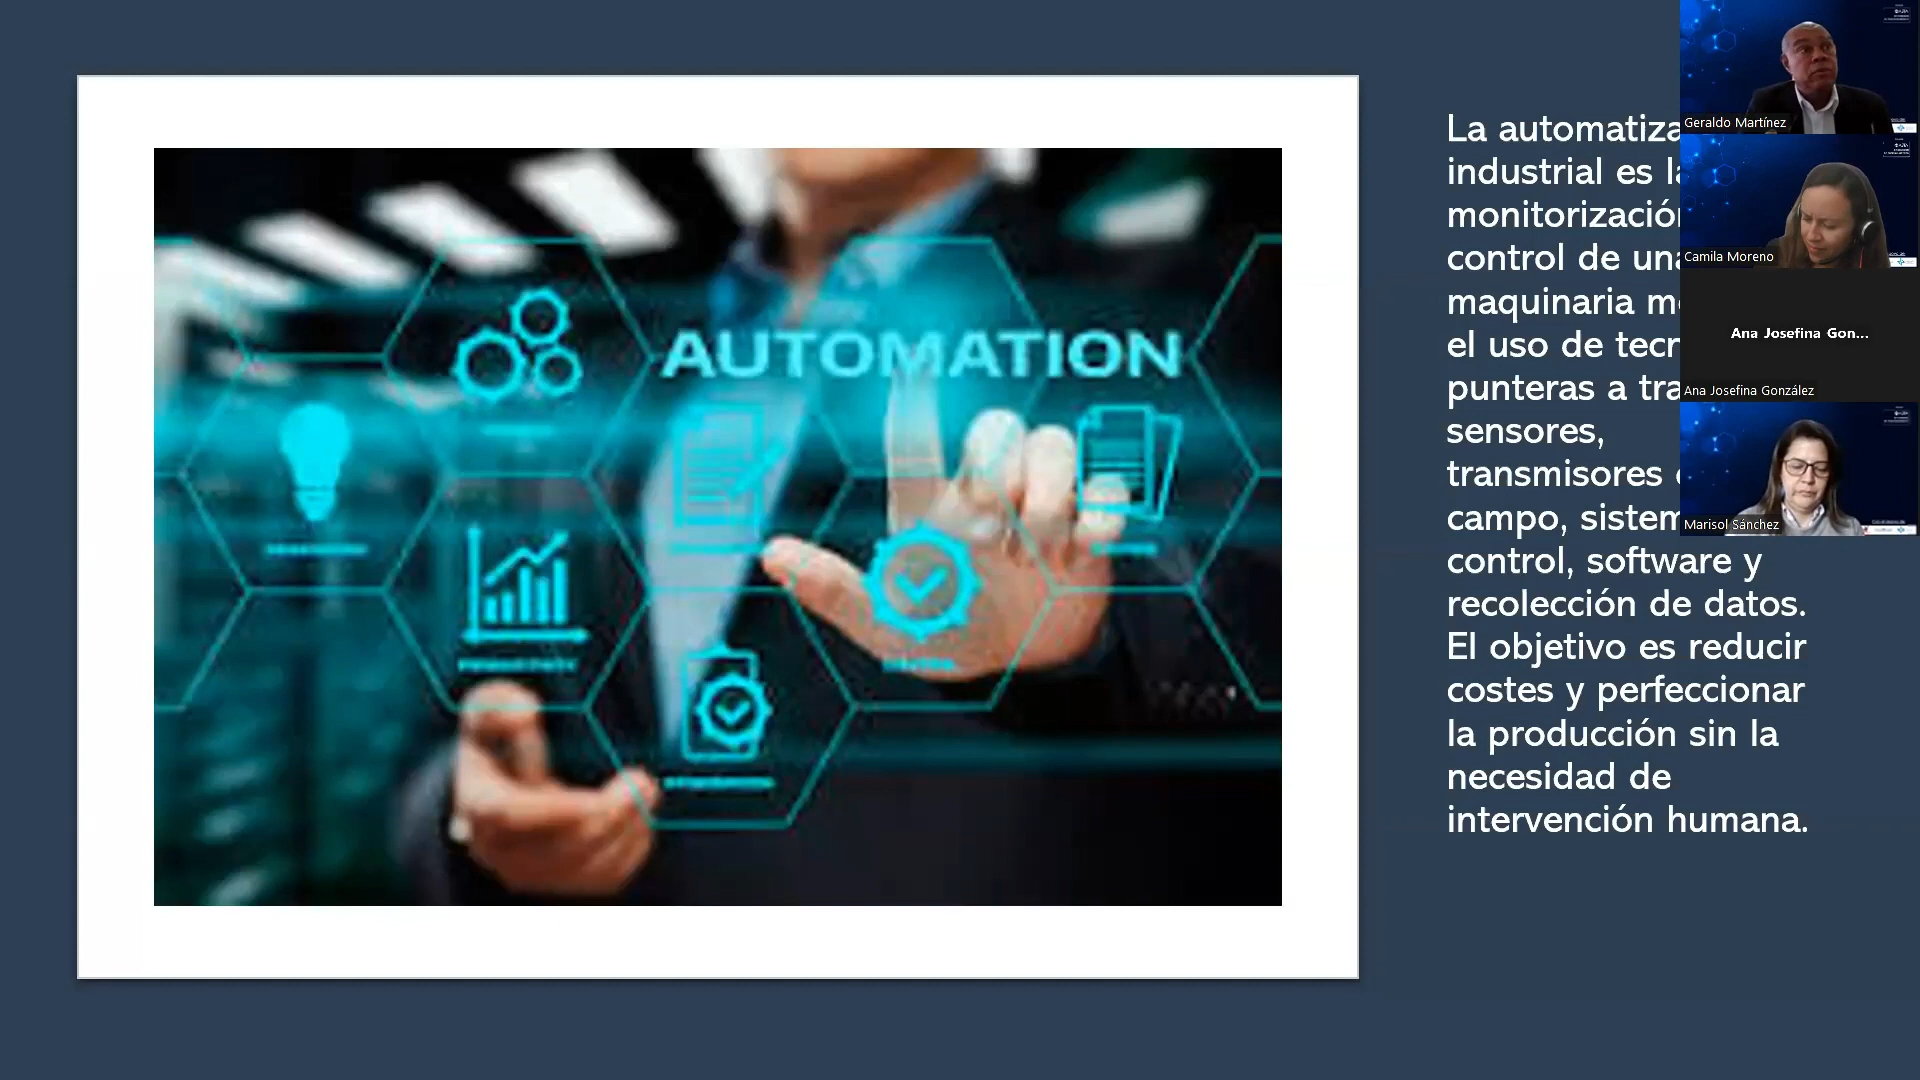 AUTOMATION
PRODUCTIVITY
La automatiza
industrial es la
monitorización
control de una
maquinaria me
el uso de tecn
punteras a tra
sensores,
transmisores
campo, sistem
control, software y
recolección de datos.
El objetivo es reducir
costes y perfeccionar
la producción sin la
necesidad de
intervención humana.
Geraldo Martínez
Camila Moreno
Ana Josefina Gon...
Ana Josefina González
Marisol Sánchez